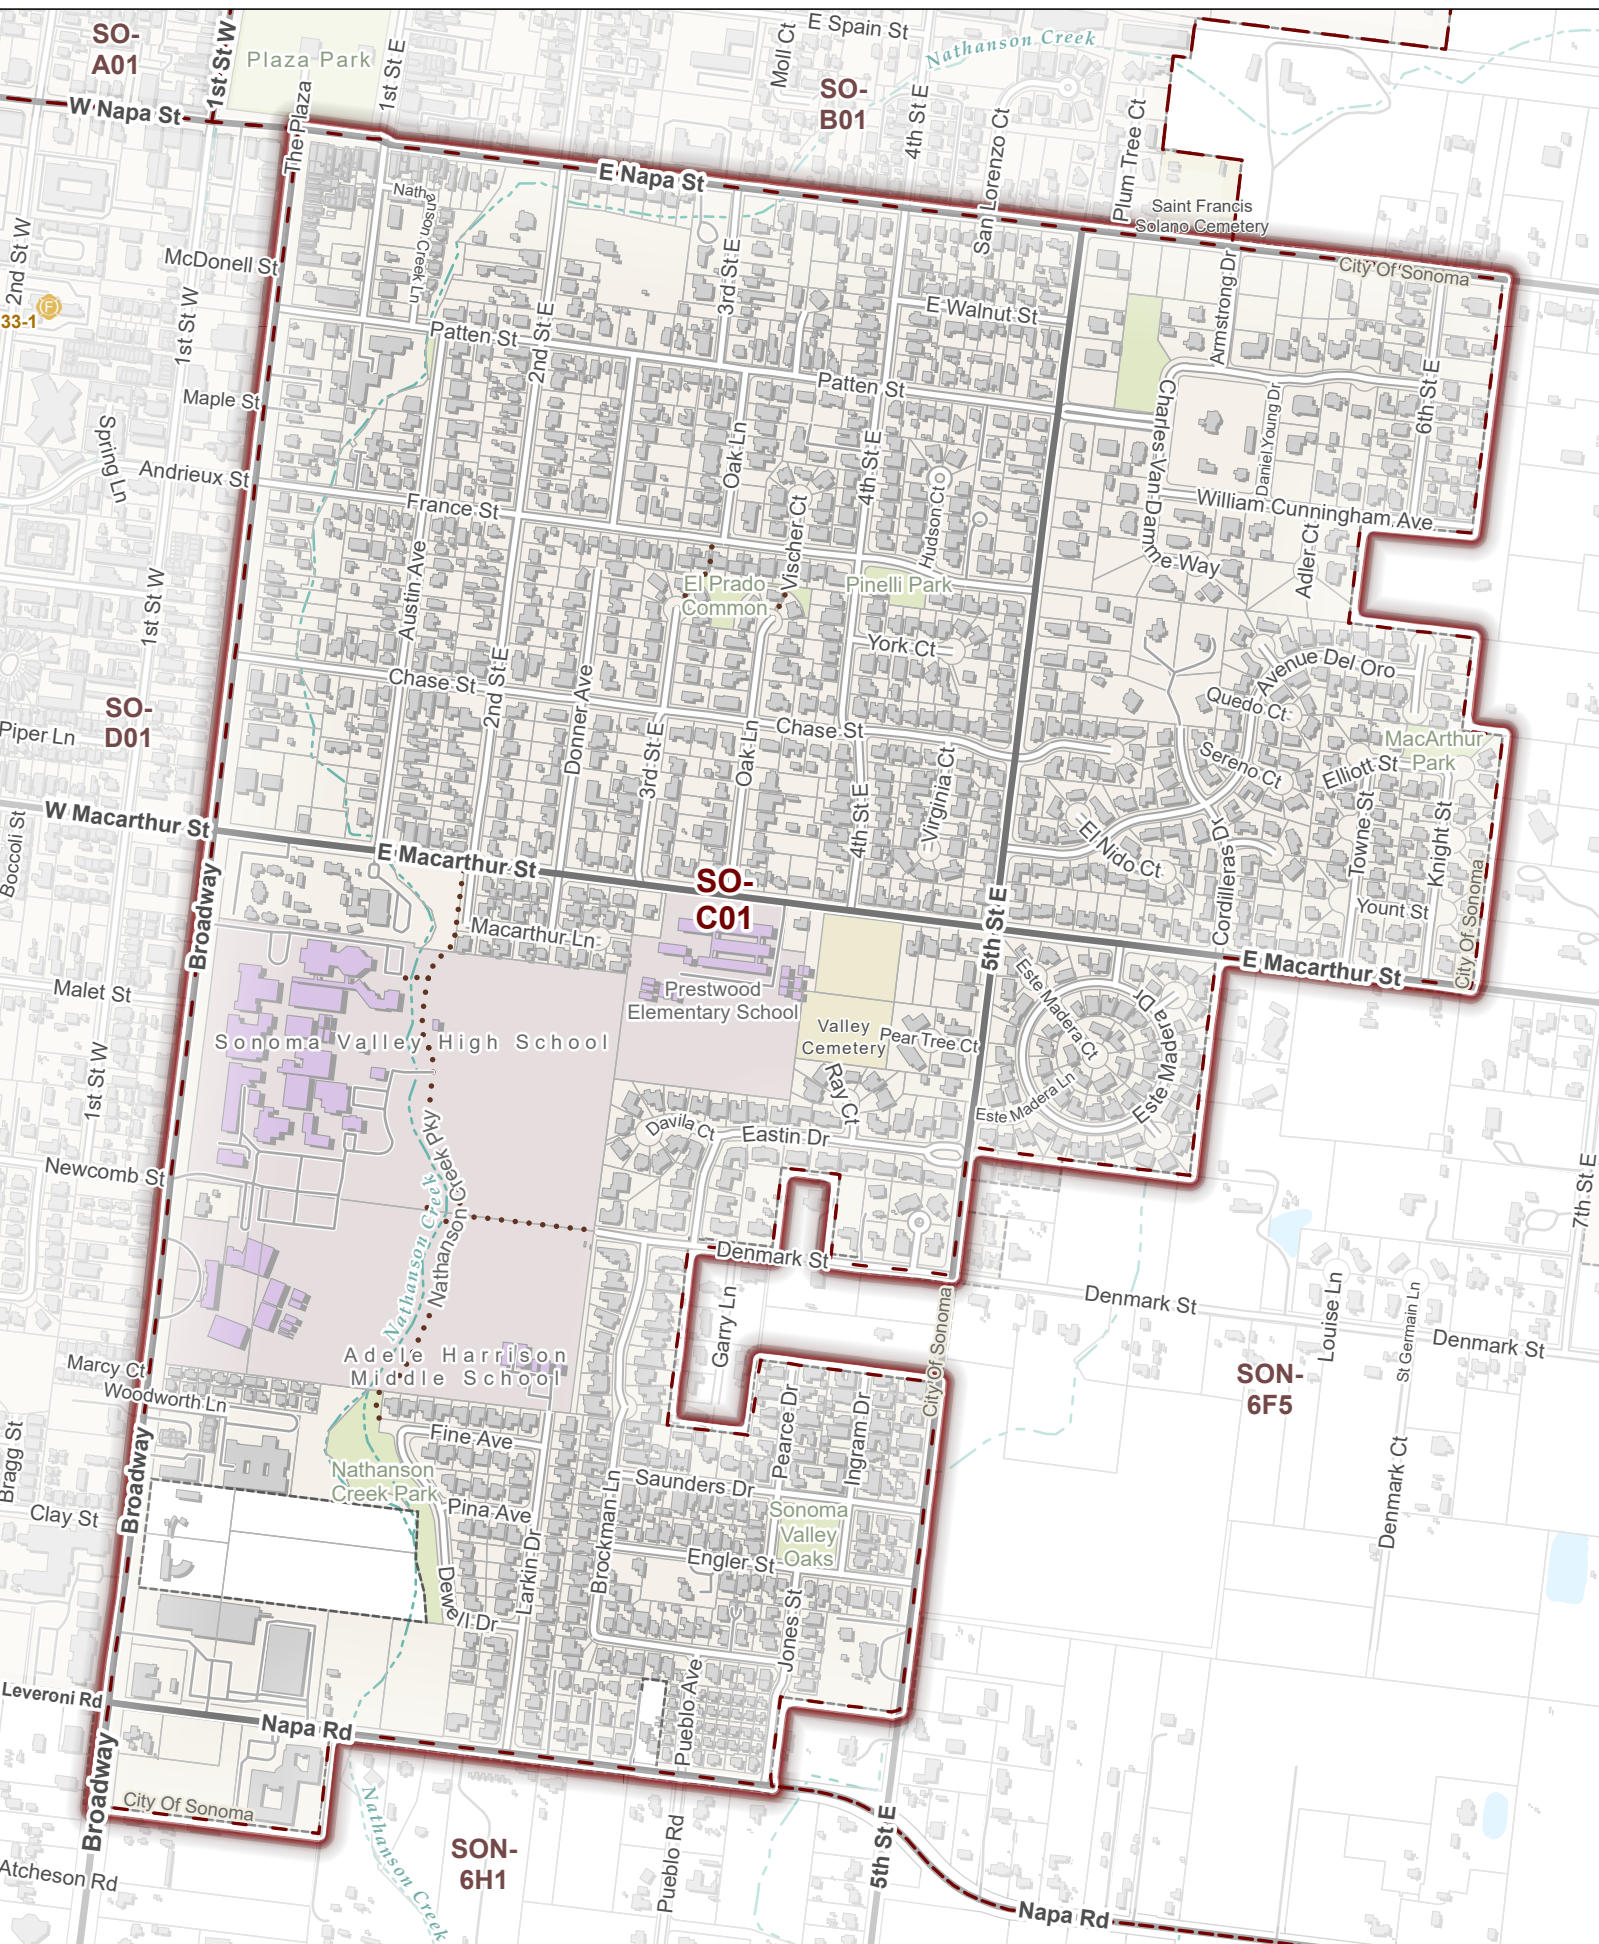 SO-
A01
1st St W
Plaza Park
1st St E
Moll Ct
E Spain St
Nathanson Creek
SO-
B01
4th St E
San Lorenzo Ct
Plum Tree Ct
W Napa St
The Plaza
E Napa St
Saint Francis
Solano Cemetery
City Of Sonoma
Nathanson Creek Ln
2nd St W
McDonell St
33-1
F
1st St W
3rd St E
E Walnut St
Armstrong Dr
Patten St
2nd St E
Patten St
Maple St
Charles Van Damme Way
Daniel Young Dr
6th St E
Spring Ln
Andrieux St
France St
Oak Ln
4th St E
Vischer Ct
Hudson Ct
William Cunningham Ave
Adler Ct
1st St W
Austin Ave
El Prado
Common
Pinelli Park
York Ct
Chase St
2nd St E
Donner Ave
3rd St E
Oak Ln
Chase St
4th St E
Virginia Ct
Avenue Del Oro
Quedo Ct
Sereno Ct
MacArthur
Park
Elliott St
Towne St
Knight St
SO-
D01
Piper Ln
W Macarthur St
Boccoli St
E Macarthur St
El Nido Ct
Cordilleras Dr
Yount St
City Of Sonoma
SO-
C01
Broadway
Macarthur Ln
5th St E
E Macarthur St
Malet St
Prestwood
Elementary School
Valley
Cemetery
Pear Tree Ct
Este Madera Ct
Este Madera Dr
Este Madera Ln
Sonoma Valley High School
1st St W
Ray Ct
Davila Ct
Eastin Dr
Newcomb St
Nathanson Creek
Nathanson Creek Pky
7th St E
Denmark St
Garry Ln
City Of Sonoma
Denmark St
Louise Ln
St Germain Ln
Denmark St
Adele Harrison
Middle School
Marcy Ct
Woodworth Ln
SON-
6F5
Bragg St
Broadway
Fine Ave
Pearce Dr
Ingram Dr
Denmark Ct
Nathanson
Creek Park
Saunders Dr
Pina Ave
Brockman Ln
Sonoma
Valley
Oaks
Clay St
Engler St
Larkin Dr
Dewell Dr
Jones St
Leveroni Rd
Napa Rd
Pueblo Ave
Broadway
City Of Sonoma
Nathanson Creek
SON-
6H1
Pueblo Rd
5th St E
Atcheson Rd
Napa Rd